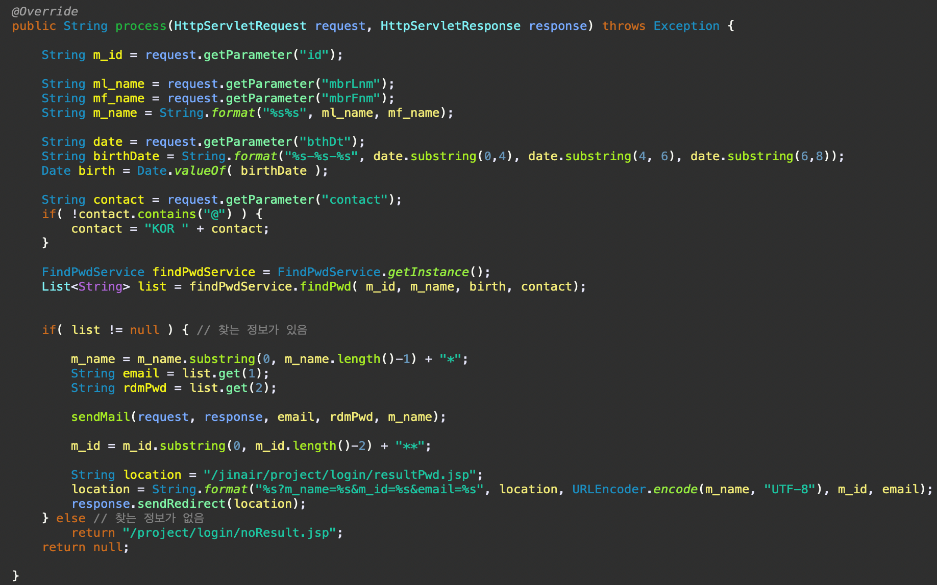 @Override
public String process(HttpServletRequest request, HttpServletResponse response) throws Exception {
String m_id = request.getParameter("id");
String ml_name = request.getParameter("mbrLnm");
String mf_name = request.getParameter("mbrFnm");
String m_name = String.format("%s%s", ml_name, mf_name);
String date = request.getParameter("bthDt");
String birthDate = String.format("%s-%s-%s", date.substring(0,4), date.substring(4, 6), date.substring(6,8));
Date birth = Date.valueOf( birthDate );
String contact = request.getParameter("contact");
if( !contact.contains("@") ) {
contact = "KOR " + contact;
}
FindPwdService findPwdService = FindPwdService.getInstance();
List<String> list = findPwdService.findPwd( m_id, m_name, birth, contact);
if( list != null ) { // 찾는 정보가 있음
m_name = m_name.substring(0, m_name.length()-1) + "*";
String email = list.get(1);
String rdmPwd = list.get(2);
sendMail(request, response, email, rdmPwd, m_name);
m_id = m_id.substring(0, m_id.length()-2) + "**";
String location = "/jinair/project/login/resultPwd.jsp";
location = String.format("%s?m_name=%s&m_id=%s&email=%s", location, URLEncoder.encode(m_name, "UTF-8"), m_id, email);
response.sendRedirect(location);
} else // 찾는 정보가 없음
return "/project/login/noResult.jsp";
return null;
}